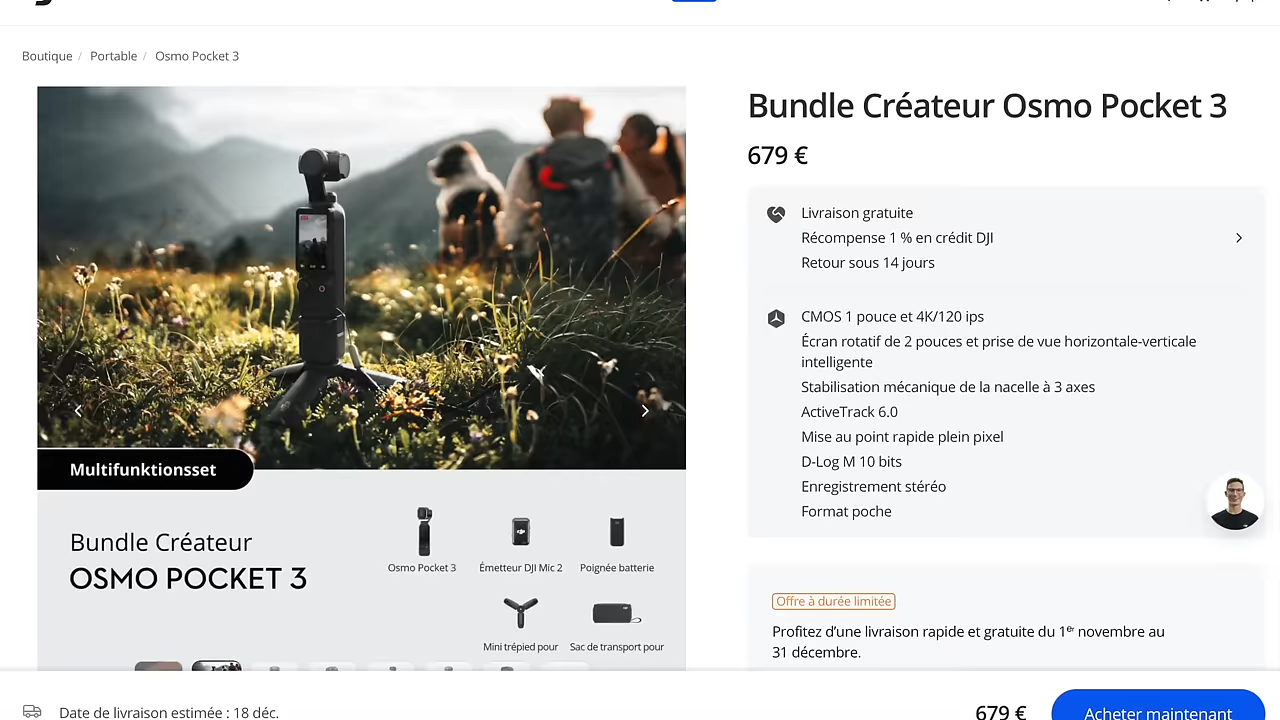 Boutique / Portable / Osmo Pocket 3
Bundle Créateur Osmo Pocket 3
679 €
Livraison gratuite
Récompense 1 % en crédit DJI
Retour sous 14 jours
CMOS 1 pouce et 4K/120 ips
Écran rotatif de 2 pouces et prise de vue horizontale-verticale
intelligente
Stabilisation mécanique de la nacelle à 3 axes
ActiveTrack 6.0
Mise au point rapide plein pixel
D-Log M 10 bits
Enregistrement stéréo
Format poche
Multifunktionsset
Bundle Créateur
OSMO POCKET 3
Osmo Pocket 3
Émetteur DJI Mic 2
Poignée batterie
Mini trépied pour
Sac de transport pour
Offre à durée limitée
Profitez d’une livraison rapide et gratuite du 1er novembre au
31 décembre.
Date de livraison estimée : 18 déc.
679 €
Acheter maintenant